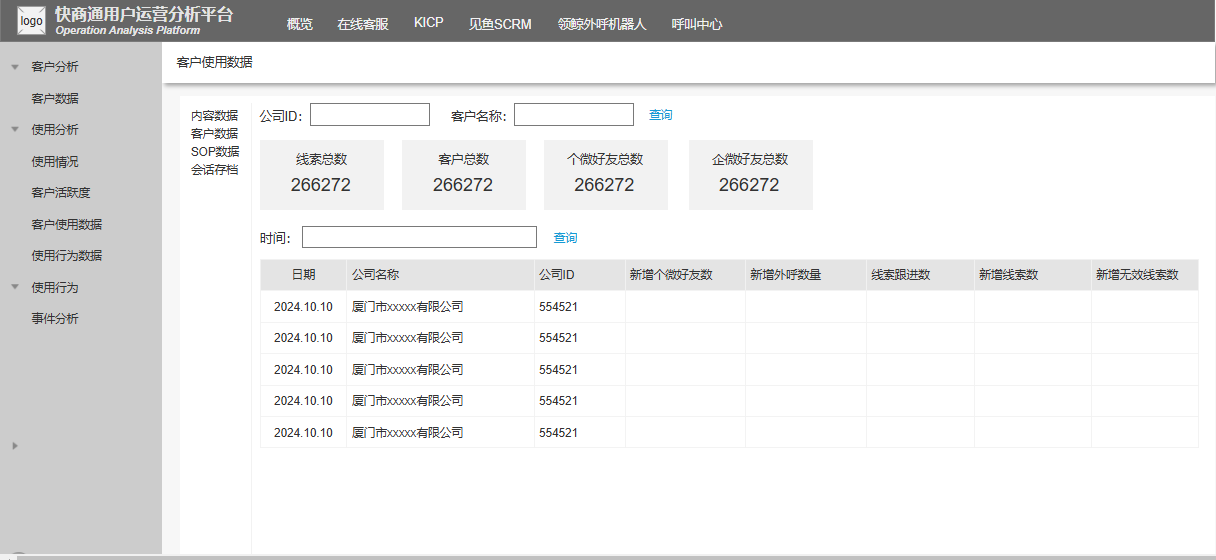 logo
快商通用户运营分析平台
Operation Analysis Platform
概览 在线客服 KICP 见鱼SCRM 领鲸外呼机器人 呼叫中心
客户分析
客户数据
使用分析
使用情况
客户活跃度
客户使用数据
使用行为数据
使用行为
事件分析
客户使用数据
内容数据
客户数据
SOP数据
会话存档
公司ID: 客户名称: 查询
线索总数 客户总数 个微好友总数 企微好友总数
266272 266272 266272 266272
时间: 查询
日期 公司名称 公司ID 新增个微好友数 新增外呼数量 线索跟进数 新增线索数 新增无效线索数
2024.10.10 厦门市xxxxx有限公司 554521
2024.10.10 厦门市xxxxx有限公司 554521
2024.10.10 厦门市xxxxx有限公司 554521
2024.10.10 厦门市xxxxx有限公司 554521
2024.10.10 厦门市xxxxx有限公司 554521